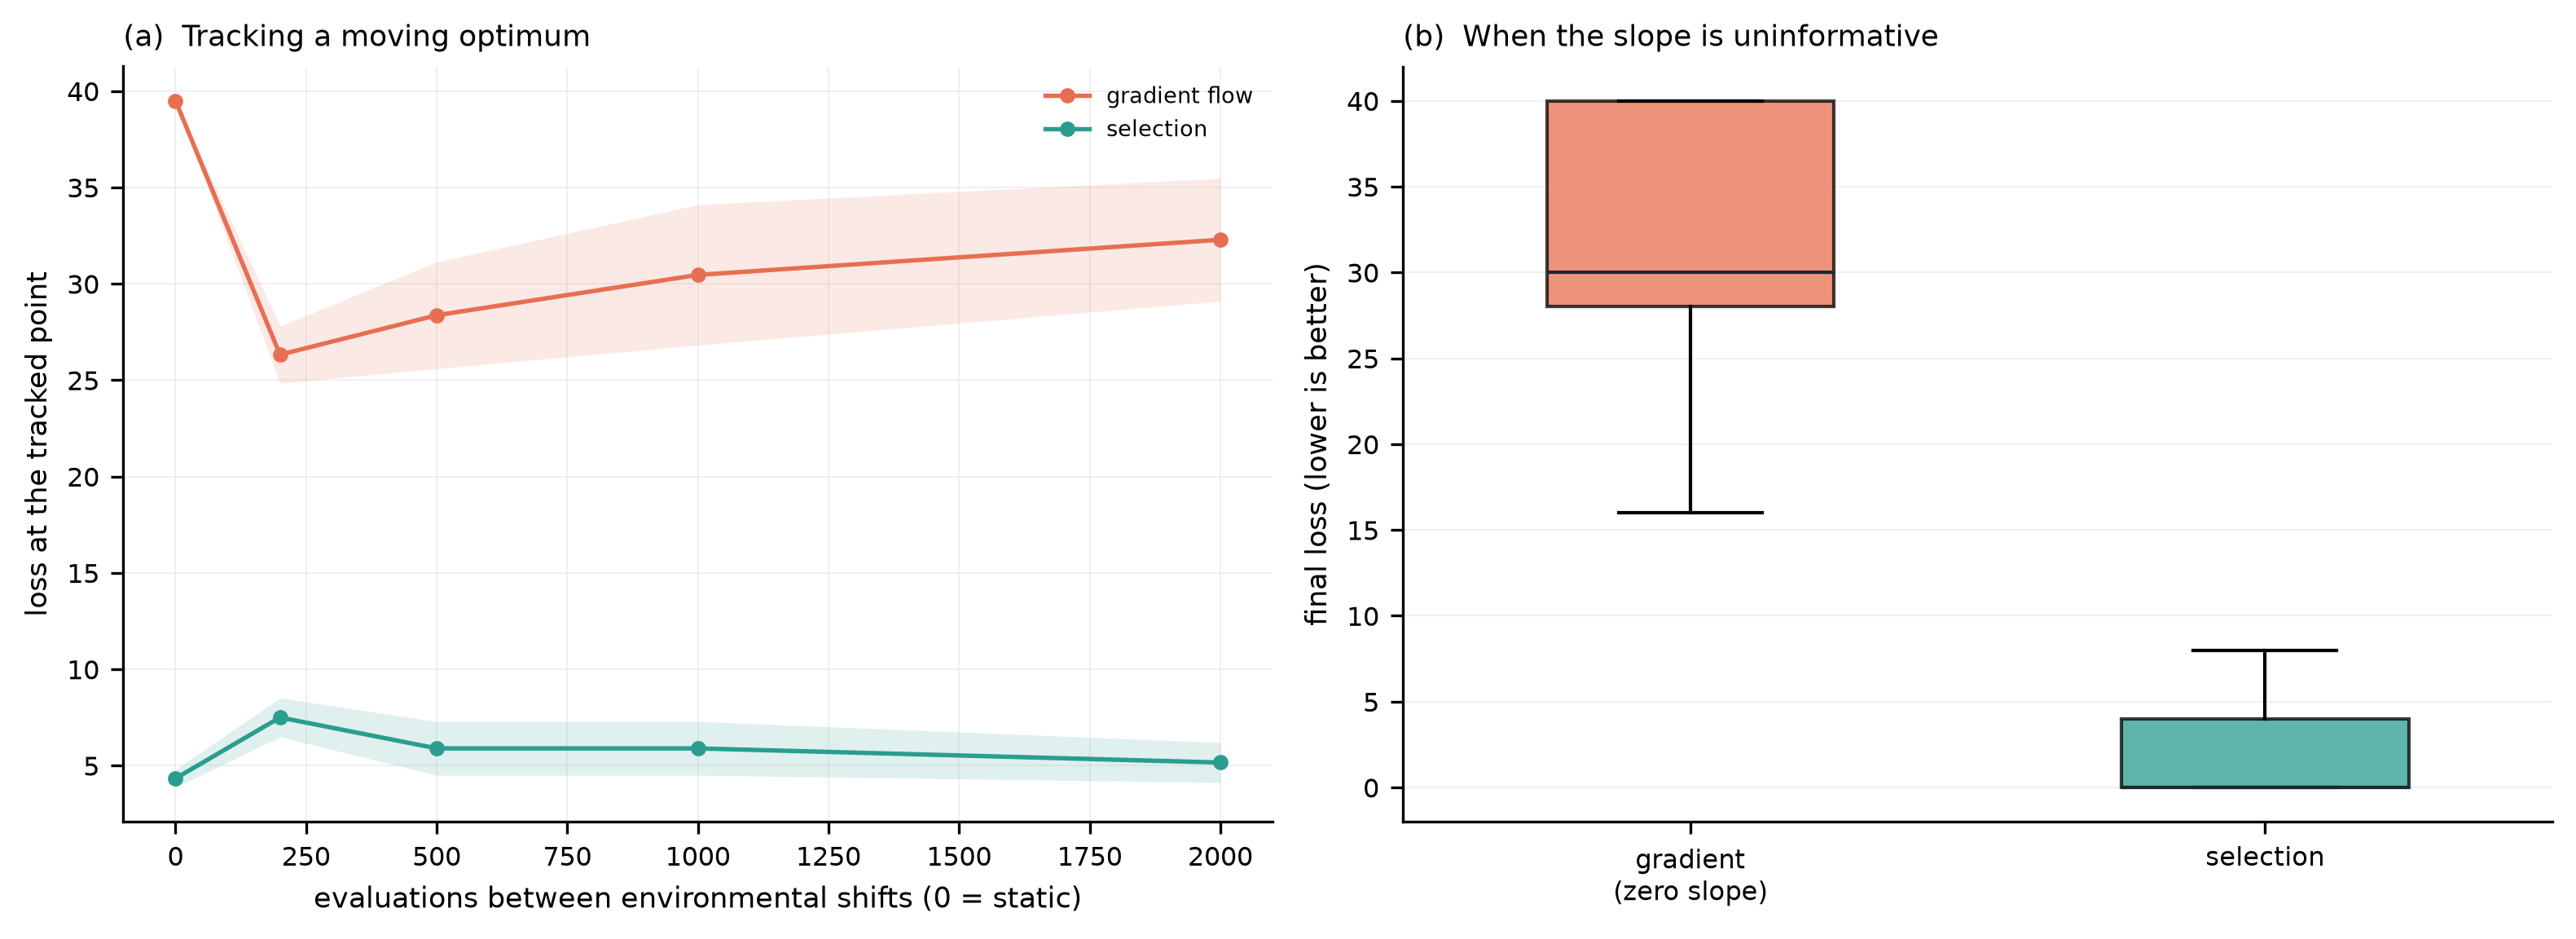 (a)  Tracking a moving optimum
40
35
30
25
20
15
10
5
loss at the tracked point
gradient flow
selection
0
250
500
750
1000
1250
1500
1750
2000
evaluations between environmental shifts (0 = static)
(b)  When the slope is uninformative
40
35
30
25
20
15
10
5
0
final loss (lower is better)
gradient
(zero slope)
selection